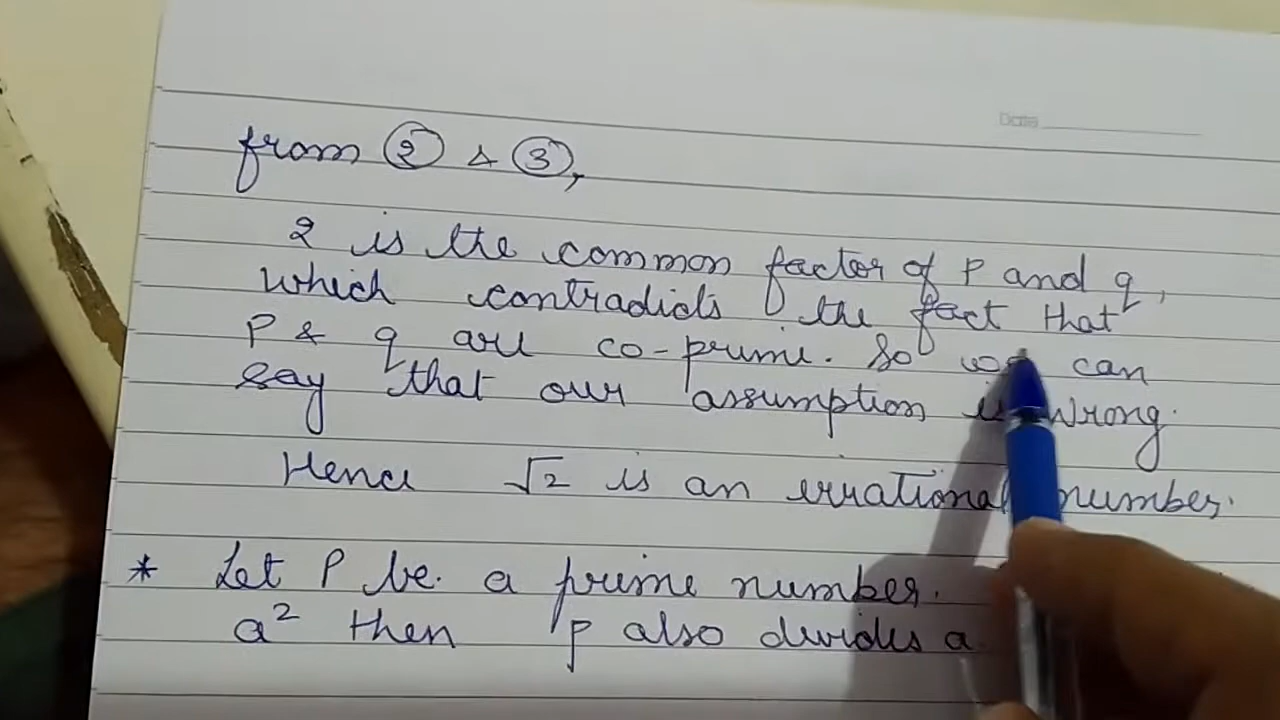 Date
from ② & ③,
2 is the common factor of P and q,
which contradicts the fact that
P & q are co-prime. So we can
say that our assumption is wrong.
Hence √2 is an irrational number.
* Let P be. a prime number.
a² then p also divides a.